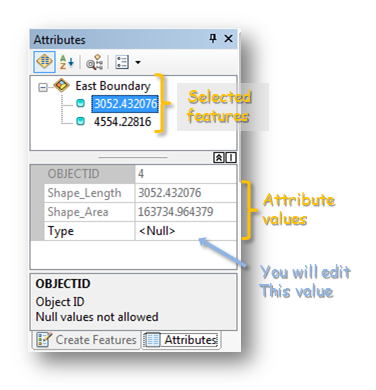 Attributes
East Boundary
3052.432076
4554.22816
Selected
features
OBJECTID 4
Shape_Length 3052.432076
Shape_Area 163734.964379
Type <Null>
Attribute
values
You will edit
This value
OBJECTID
Object ID
Null values not allowed
Create Features Attributes